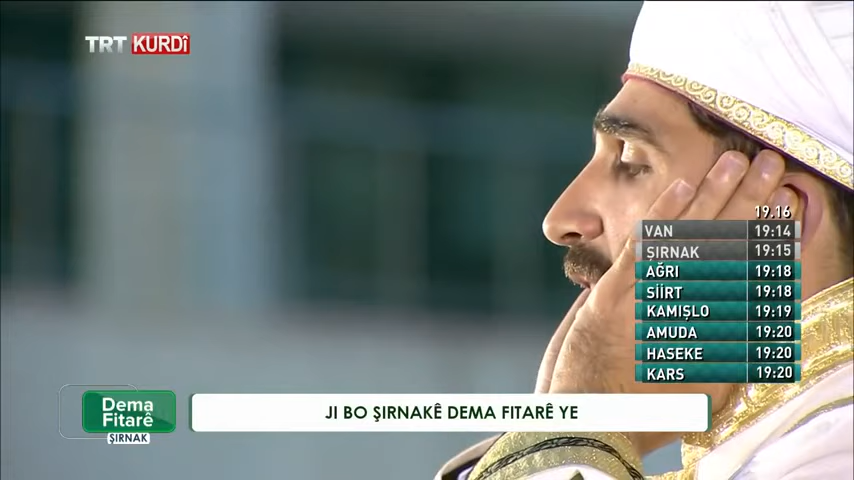 TRT KURDÎ
19.16
VAN 19:14
ŞIRNAK 19:15
AĞRI 19:18
SİİRT 19:18
KAMIŞLO 19:19
AMUDA 19:20
HASEKE 19:20
KARS 19:20
Dema
Fitarê
ŞIRNAK
JI BO ŞIRNAKÊ DEMA FITARÊ YE